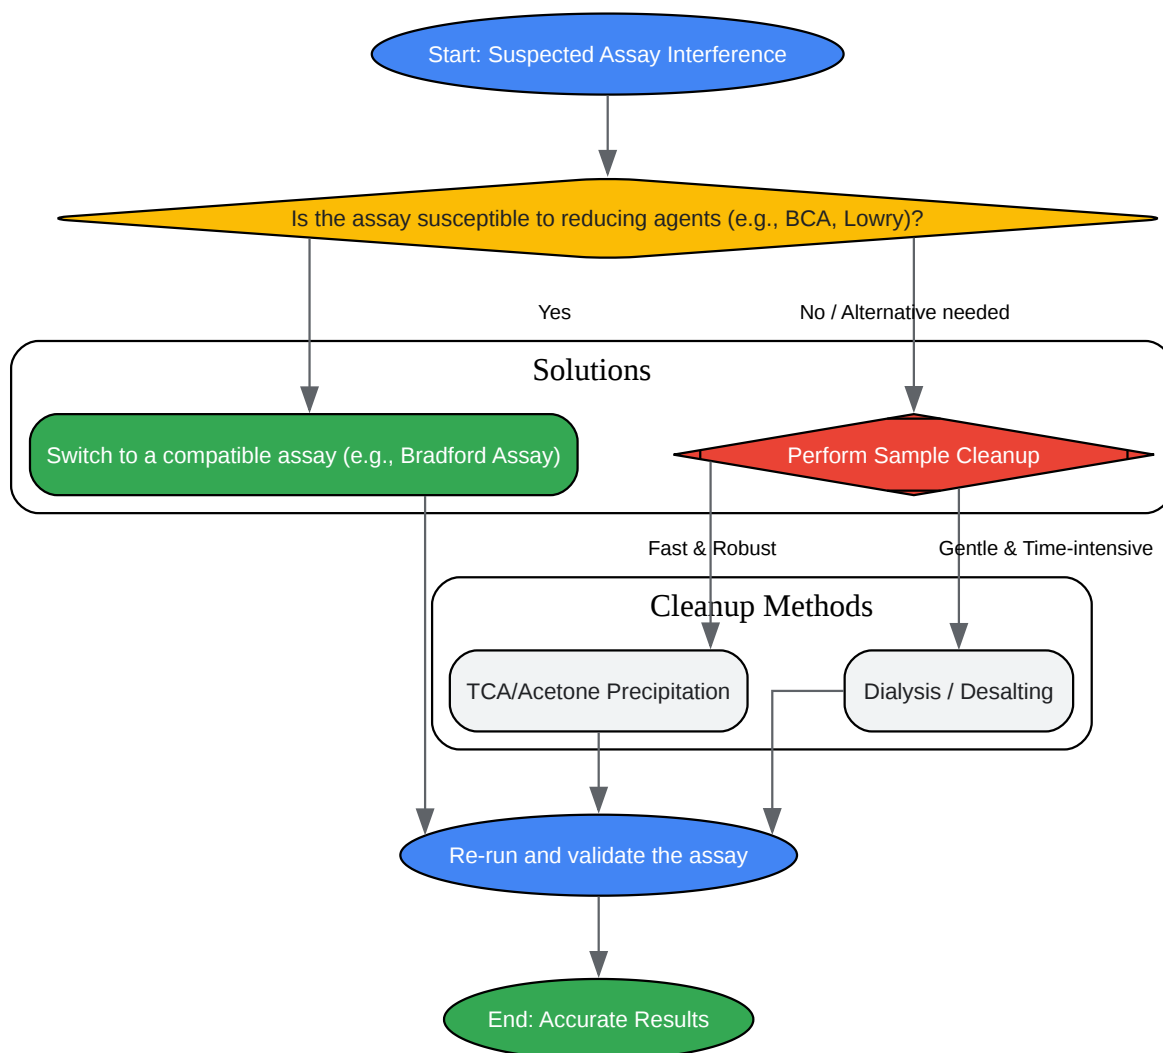 Start: Suspected Assay Interference
Is the assay susceptible to reducing agents (e.g., BCA, Lowry)?
Yes
No / Alternative needed
Solutions
Switch to a compatible assay (e.g., Bradford Assay)
Perform Sample Cleanup
Fast & Robust
Gentle & Time-intensive
Cleanup Methods
TCA/Acetone Precipitation
Dialysis / Desalting
Re-run and validate the assay
End: Accurate Results